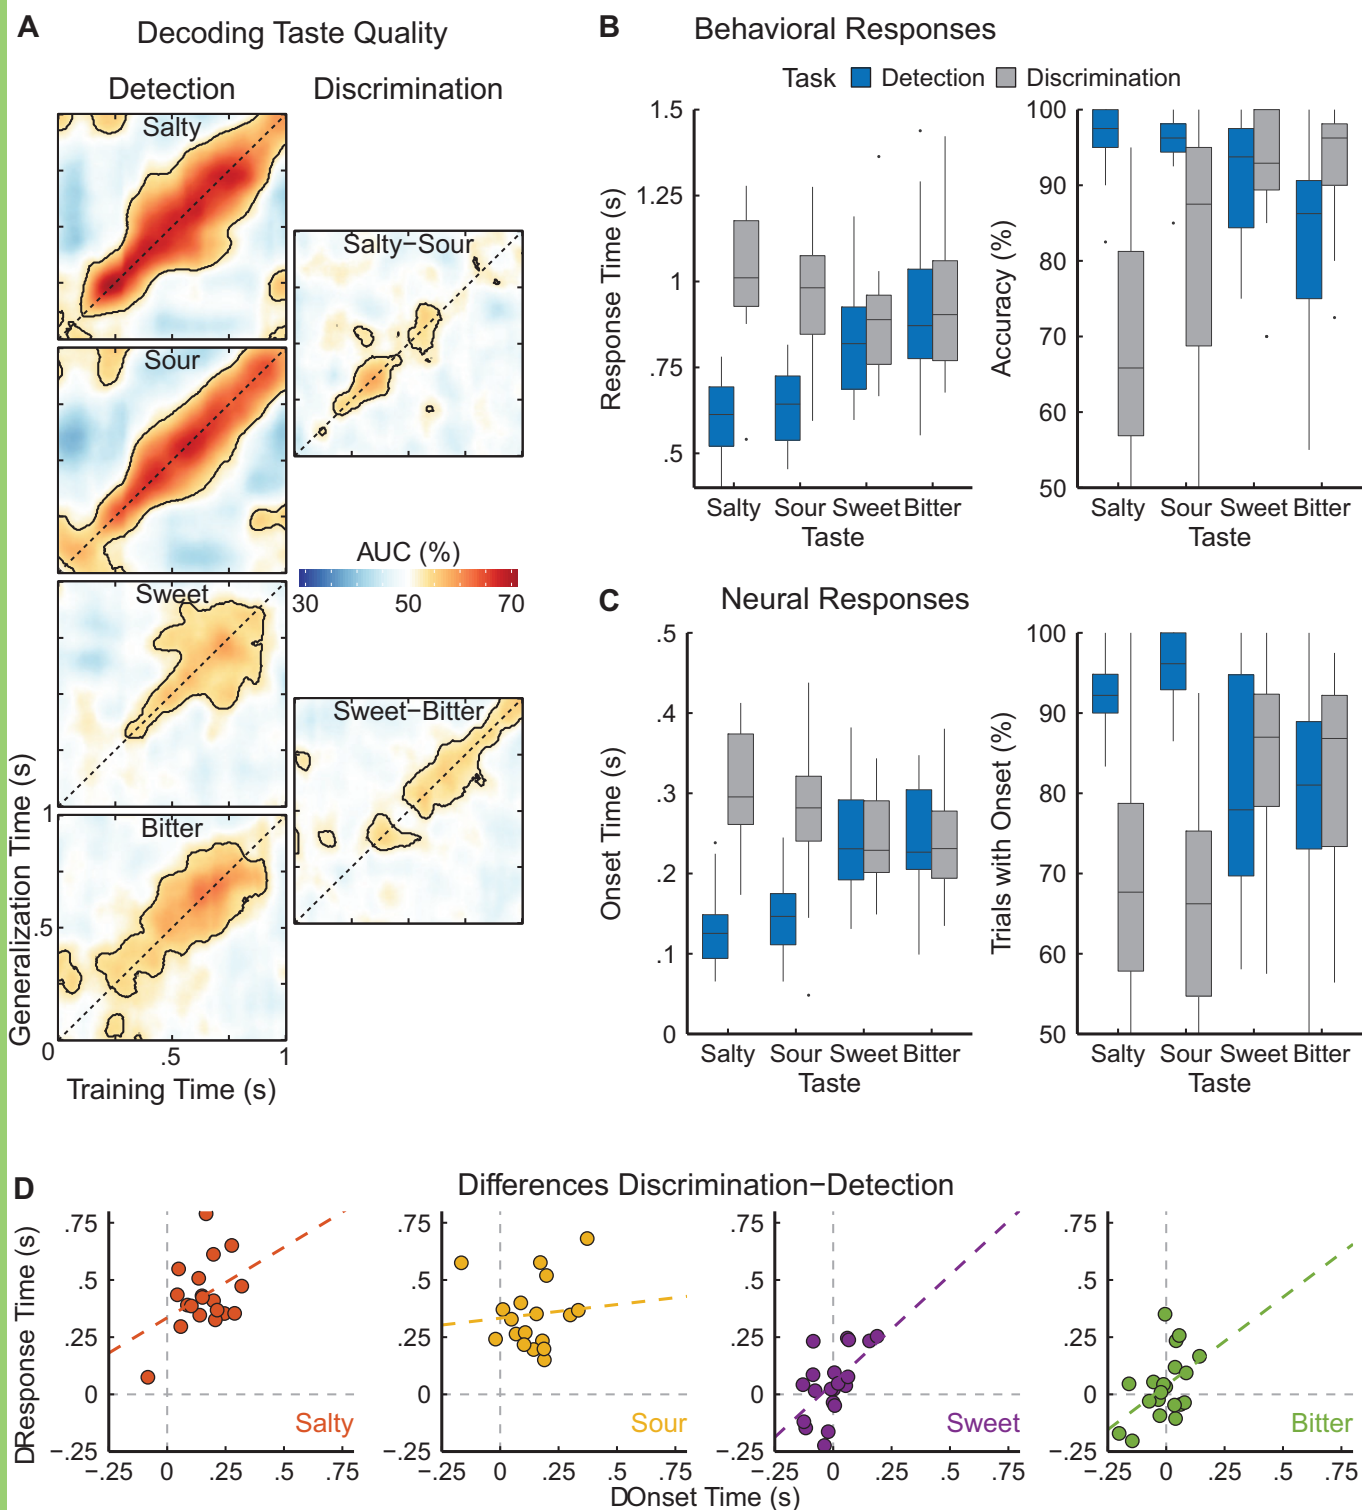 A
Decoding Taste Quality
Detection
Discrimination
Salty
Salty−Sour
Sour
AUC (%)
30 50 70
Sweet
Sweet−Bitter
Bitter
Generalization Time (s)
1
.5
0
.5 1
Training Time (s)
B
Behavioral Responses
Task Detection Discrimination
Response Time (s)
1.5
1.25
1
.75
.5
Salty Sour Sweet Bitter
Taste
Accuracy (%)
100
90
80
70
60
50
Salty Sour Sweet Bitter
Taste
C
Neural Responses
Onset Time (s)
.5
.4
.3
.2
.1
0
Salty Sour Sweet Bitter
Taste
Trials with Onset (%)
100
90
80
70
60
50
Salty Sour Sweet Bitter
Taste
D
Differences Discrimination−Detection
DResponse Time (s)
.75
.5
.25
0
−.25
−.25 0 .25 .5 .75
Salty
.75
.5
.25
0
−.25
−.25 0 .25 .5 .75
Sour
.75
.5
.25
0
−.25
−.25 0 .25 .5 .75
Sweet
.75
.5
.25
0
−.25
−.25 0 .25 .5 .75
Bitter
DOnset Time (s)